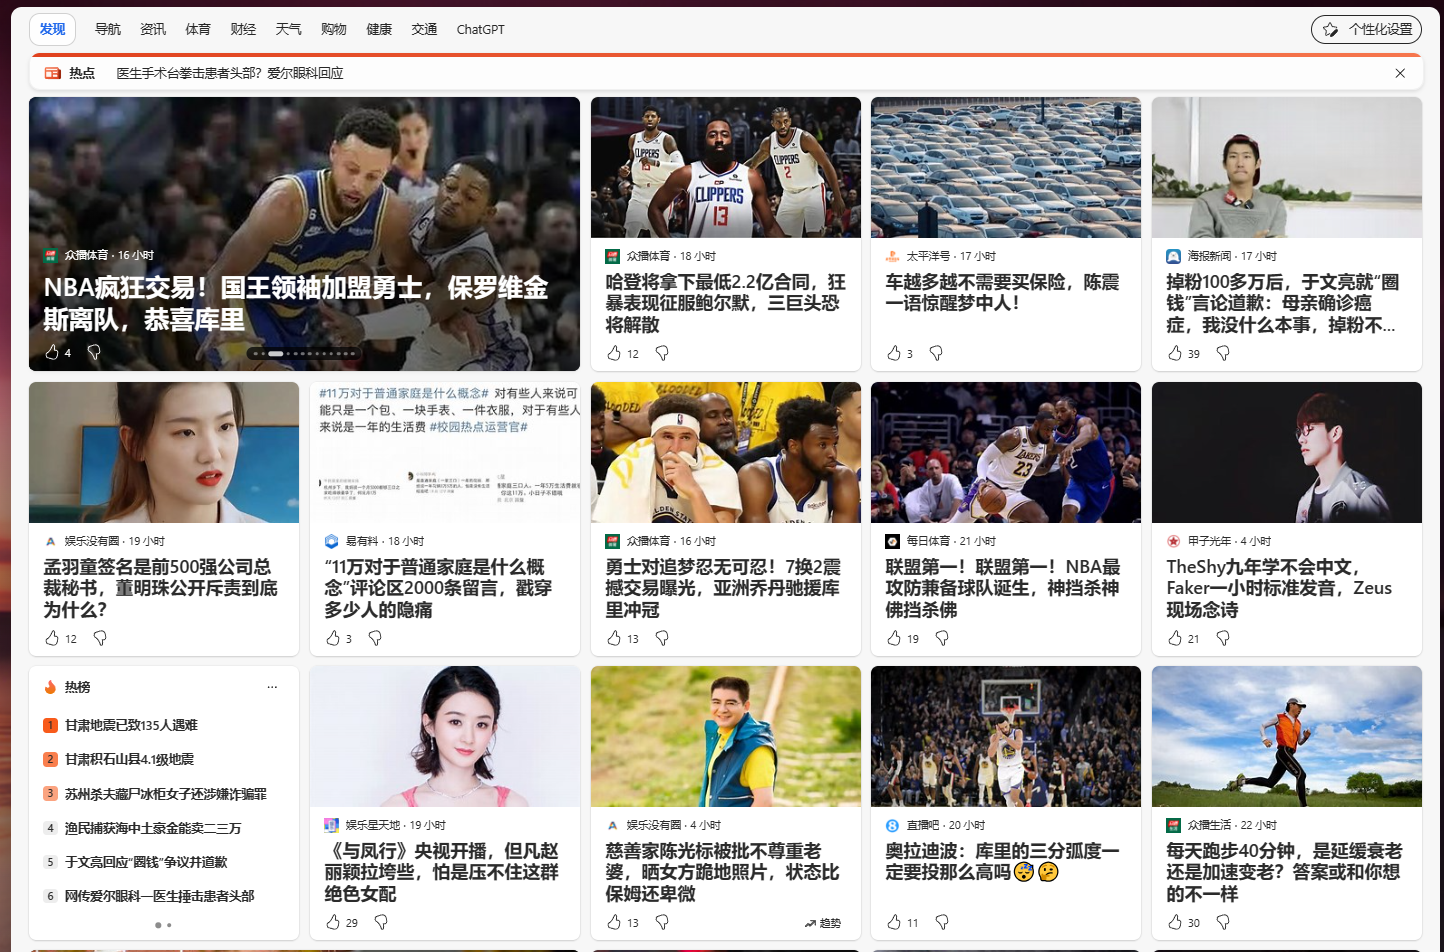 发现 导航 资讯 体育 财经 天气 购物 健康 交通 ChatGPT 个性化设置
热点 医生手术台拳击患者头部？爱尔眼科回应
众播体育 · 16 小时
NBA疯狂交易！国王领袖加盟勇士，保罗维金
斯离队，恭喜库里
4
CLIPPERS
CLIPPERS
CLIPPERS
13
2
众播体育 · 18 小时
哈登将拿下最低2.2亿合同，狂
暴表现征服鲍尔默，三巨头恐
将解散
12
太平洋号 · 17 小时
车越多越不需要买保险，陈震
一语惊醒梦中人！
3
海报新闻 · 17 小时
掉粉100多万后，于文亮就“圈
钱”言论道歉：母亲确诊癌
症，我没什么本事，掉粉不...
39
娱乐没有圈 · 19 小时
孟羽童签名是前500强公司总
裁秘书，董明珠公开斥责到底
为什么？
12
#11万对于普通家庭是什么概念# 对有些人来说可
能只是一个包、一块手表、一件衣服，对于有些人
来说是一年的生活费 #校园热点运营官#
易有料 · 18 小时
“11万对于普通家庭是什么概
念”评论区2000条留言，戳穿
多少人的隐痛
3
众播体育 · 16 小时
勇士对追梦忍无可忍！7换2震
撼交易曝光，亚洲乔丹驰援库
里冲冠
13
LAKERS
23
每日体育 · 21 小时
联盟第一！联盟第一！NBA最
攻防兼备球队诞生，神挡杀神
佛挡杀佛
19
甲子光年 · 4 小时
TheShy九年学不会中文，
Faker一小时标准发音，Zeus
现场念诗
21
热榜 ...
1 甘肃地震已致135人遇难
2 甘肃积石山县4.1级地震
3 苏州杀夫藏尸冰柜女子还涉嫌诈骗罪
4 渔民捕获海中土豪金能卖二三万
5 于文亮回应“圈钱”争议并道歉
6 网传爱尔眼科一医生捶击患者头部
娱乐星天地 · 19 小时
《与凤行》央视开播，但凡赵
丽颖拉垮些，怕是压不住这群
绝色女配
29
娱乐没有圈 · 4 小时
慈善家陈光标被批不尊重老
婆，晒女方跪地照片，状态比
保姆还卑微
13 趋势
直播吧 · 20 小时
奥拉迪波：库里的三分弧度一
定要投那么高吗😴🤔
11
众播生活 · 22 小时
每天跑步40分钟，是延缓衰老
还是加速变老？答案或和你想
的不一样
30